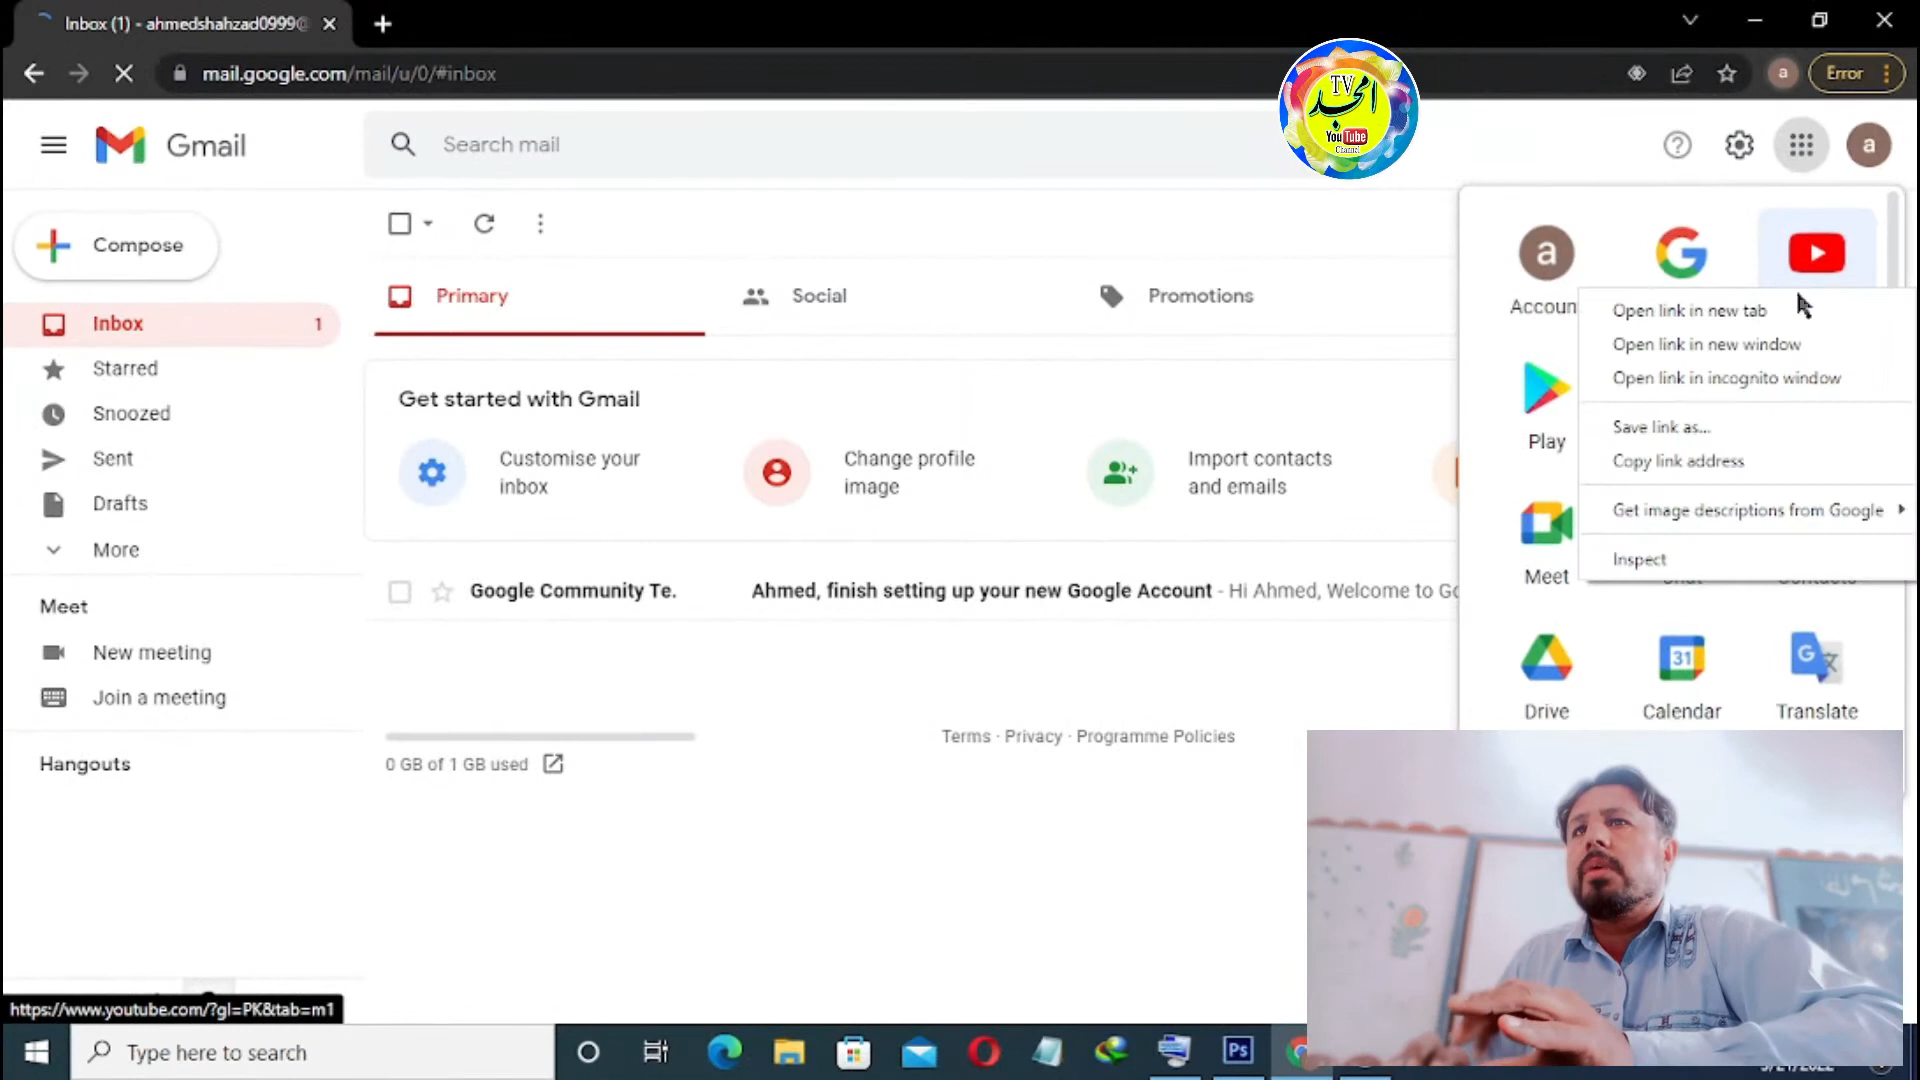 Inbox (1) - ahmedshahzad0999@
mail.google.com/mail/u/0/#inbox
a
Error
TV
امجد
YouTube
Channel
Gmail
Search mail
a
Compose
Inbox 1
Starred
Snoozed
Sent
Drafts
More
Meet
New meeting
Join a meeting
Hangouts
Primary
Social
Promotions
Get started with Gmail
Customise your
inbox
Change profile
image
Import contacts
and emails
Google Community Te. Ahmed, finish setting up your new Google Account - Hi Ahmed, Welcome to Go
Terms · Privacy · Programme Policies
0 GB of 1 GB used
a
Accoun
Play
Meet
Drive
31
Calendar
G
Translate
Open link in new tab
Open link in new window
Open link in incognito window
Save link as...
Copy link address
Get image descriptions from Google
Inspect
https://www.youtube.com/?gl=PK&tab=m1
Type here to search
Ps